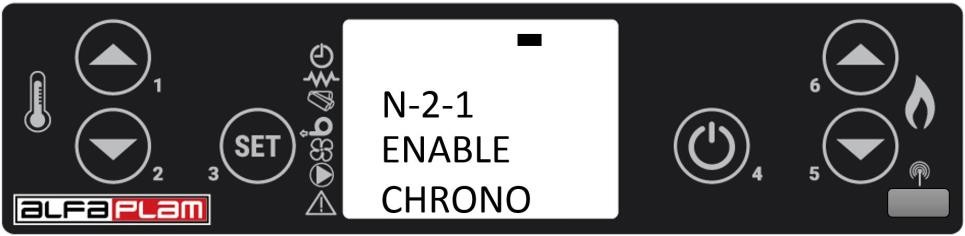 1
6
N-2-1
2
3
SET
ENABLE
4
5
CHRONO
ALFAPLAM